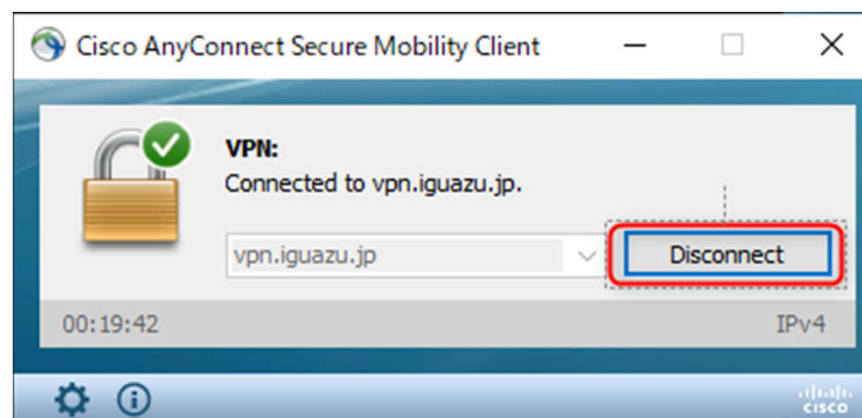 Cisco AnyConnect Secure Mobility Client
VPN:
Connected to vpn.iguazu.jp.
vpn.iguazu.jp
Disconnect
00:19:42
IPv4
CISCO